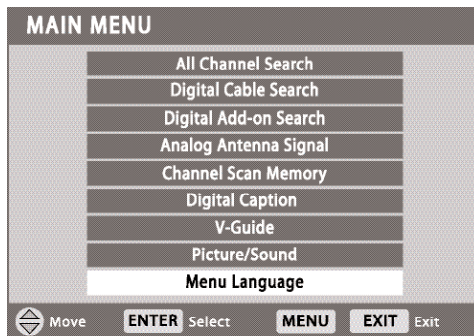 MAIN MENU
All Channel Search
Digital Cable Search
Digital Add-on Search
Analog Antenna Signal
Channel Scan Memory
Digital Caption
V-Guide
Picture/Sound
Menu Language
Move ENTER Select MENU EXIT Exit